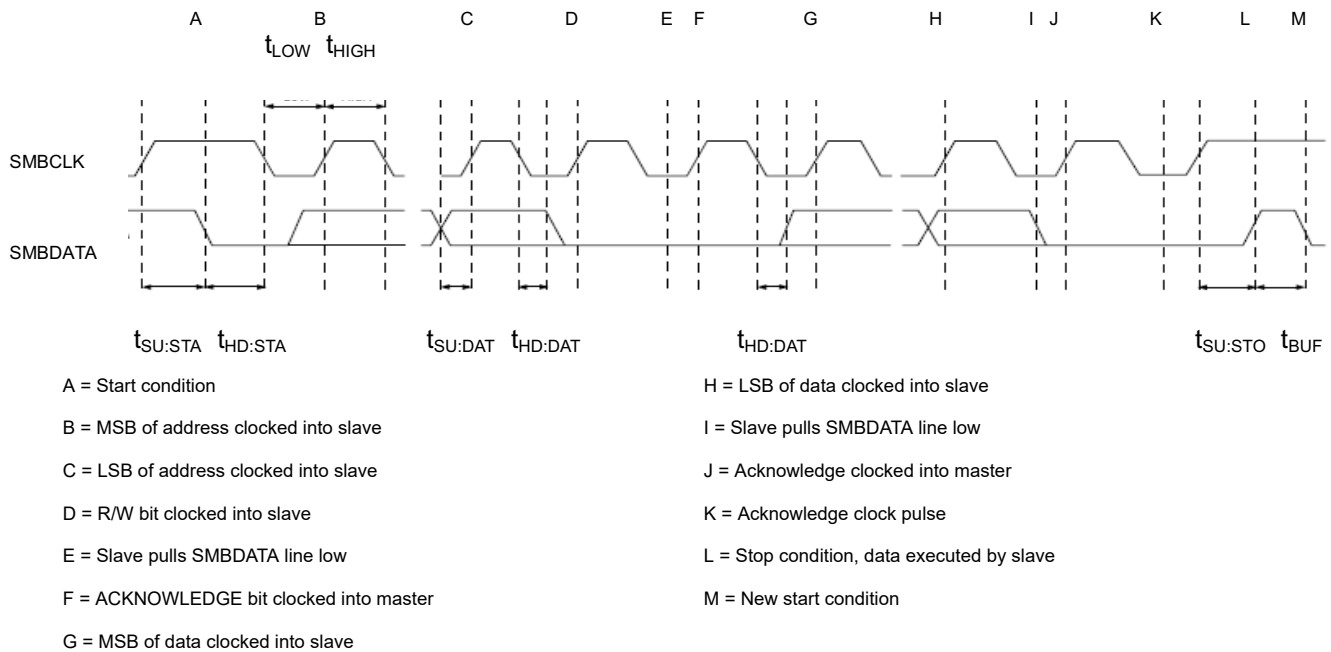 A B C D E F G H I J K L M
tLOW tHIGH
SMBCLK
SMBDATA
tSU:STA tHD:STA tSU:DAT tHD:DAT tHD:DAT tSU:STO tBUF
A = Start condition
B = MSB of address clocked into slave
C = LSB of address clocked into slave
D = R/W bit clocked into slave
E = Slave pulls SMBDATA line low
F = ACKNOWLEDGE bit clocked into master
G = MSB of data clocked into slave
H = LSB of data clocked into slave
I = Slave pulls SMBDATA line low
J = Acknowledge clocked into master
K = Acknowledge clock pulse
L = Stop condition, data executed by slave
M = New start condition